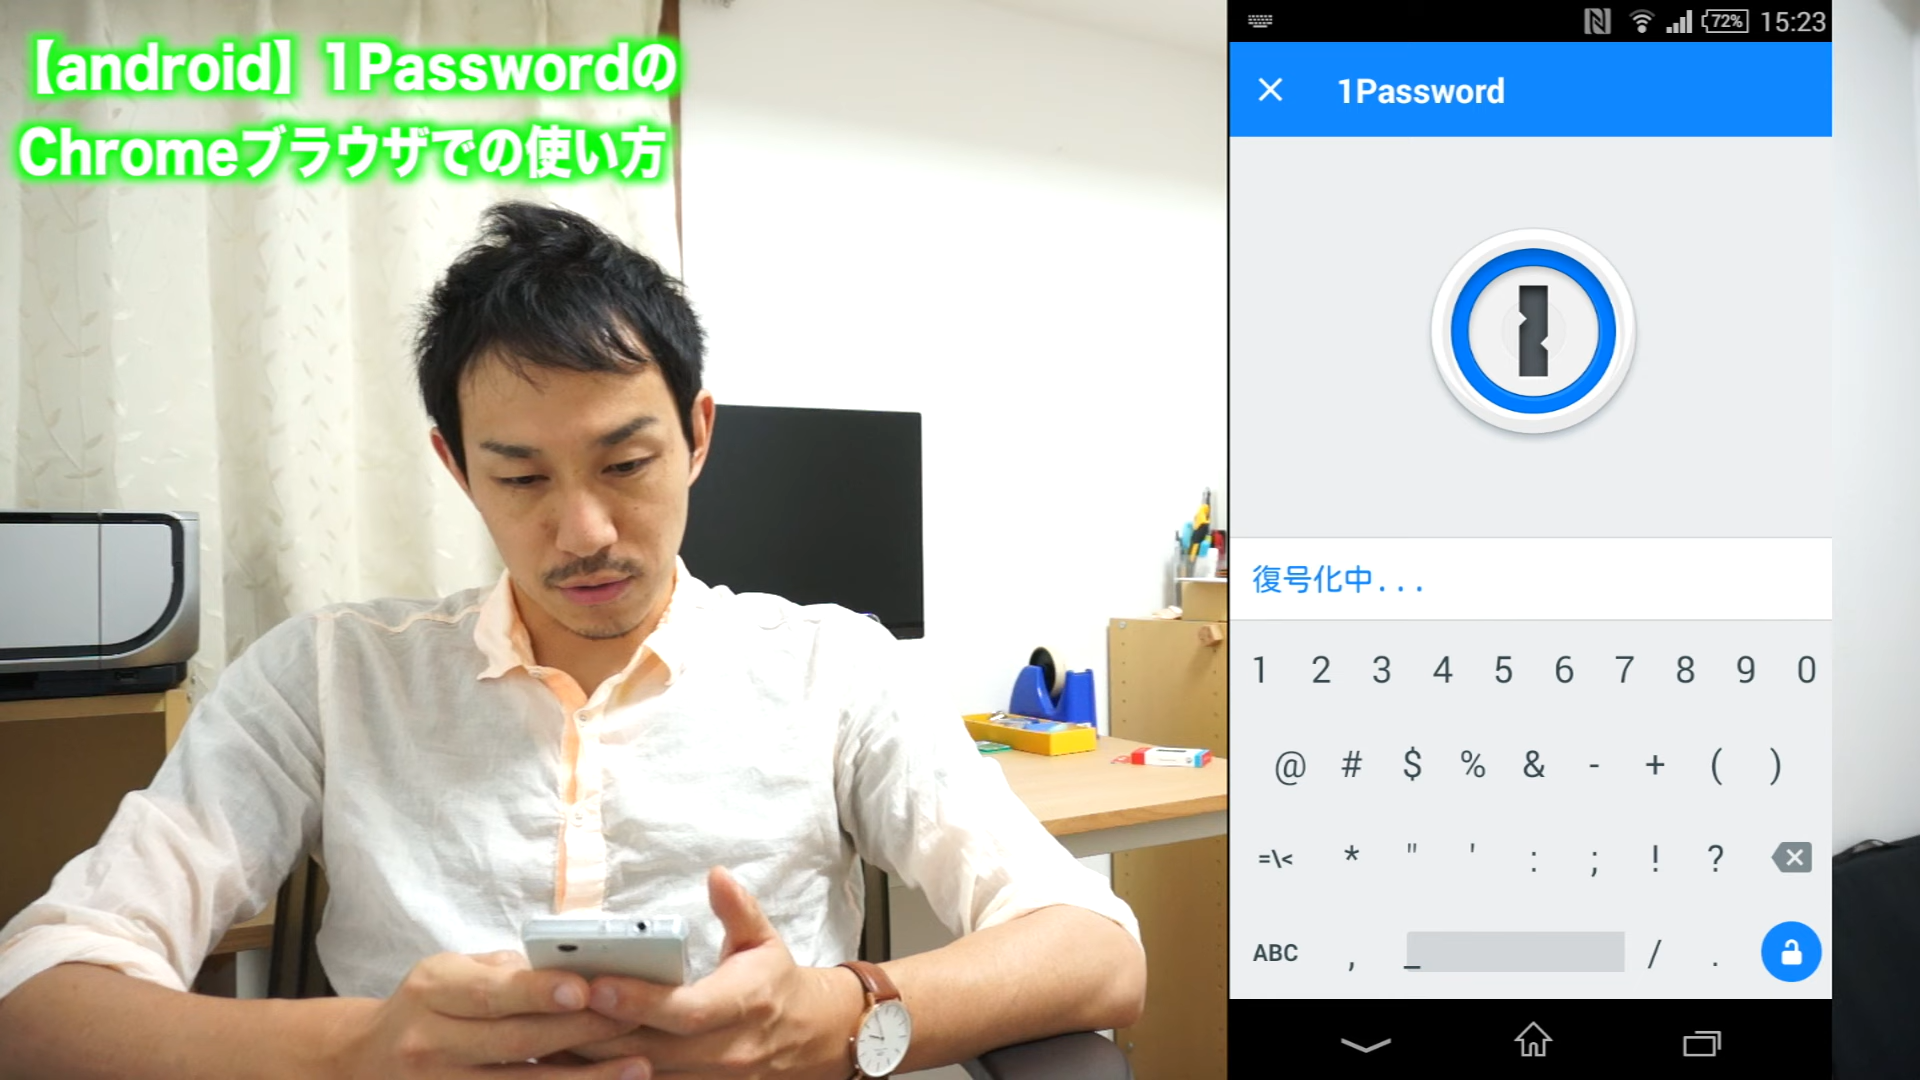 【android】1Passwordの
Chromeブラウザでの使い方
72% 15:23
1Password
復号化中...
1 2 3 4 5 6 7 8 9 0
@ # $ % & - + ( )
=\< * " ' : ; ! ?
ABC , _ / .